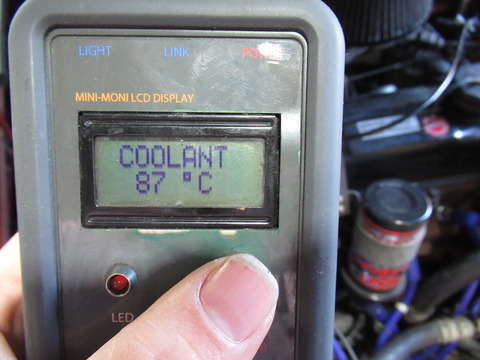 LIGHT LINK POWER
MINI-MONI LCD DISPLAY
COOLANT
87 °C
LED